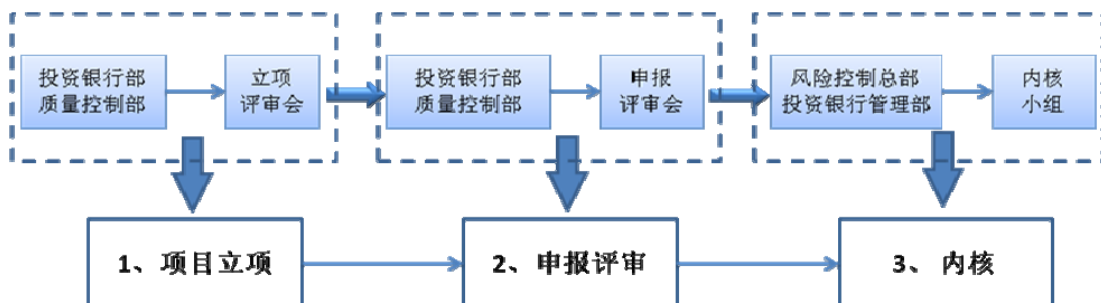 投资银行部
质量控制部
立项
评审会
投资银行部
质量控制部
申报
评审会
风险控制总部
投资银行管理部
内核
小组
1、项目立项
2、申报评审
3、内核